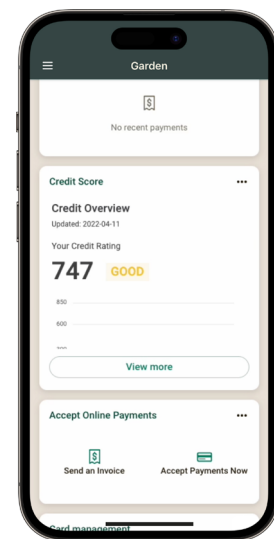 Garden
No recent payments
Credit Score
Credit Overview
Updated: 2022-04-11
Your Credit Rating
747 GOOD
850
600
300
View more
Accept Online Payments
Send an Invoice
Accept Payments Now
Card management